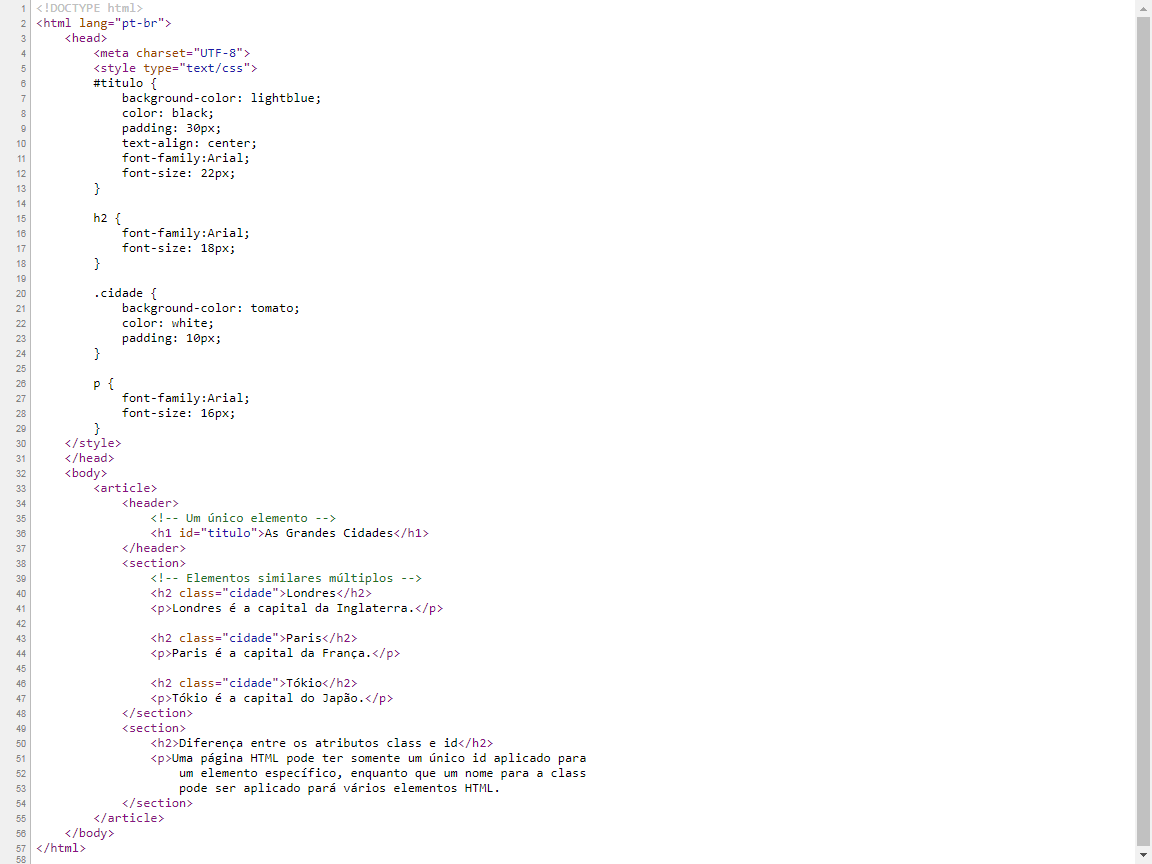 1 <!DOCTYPE html>
2 <html lang="pt-br">
3     <head>
4         <meta charset="UTF-8">
5         <style type="text/css">
6         #titulo {
7             background-color: lightblue;
8             color: black;
9             padding: 30px;
10             text-align: center;
11             font-family:Arial;
12             font-size: 22px;
13         }
14
15         h2 {
16             font-family:Arial;
17             font-size: 18px;
18         }
19
20         .cidade {
21             background-color: tomato;
22             color: white;
23             padding: 10px;
24         }
25
26         p {
27             font-family:Arial;
28             font-size: 16px;
29         }
30     </style>
31     </head>
32     <body>
33         <article>
34             <header>
35                 <!-- Um único elemento -->
36                 <h1 id="titulo">As Grandes Cidades</h1>
37             </header>
38             <section>
39                 <!-- Elementos similares múltiplos -->
40                 <h2 class="cidade">Londres</h2>
41                 <p>Londres é a capital da Inglaterra.</p>
42
43                 <h2 class="cidade">Paris</h2>
44                 <p>Paris é a capital da França.</p>
45
46                 <h2 class="cidade">Tókio</h2>
47                 <p>Tókio é a capital do Japão.</p>
48             </section>
49             <section>
50                 <h2>Diferença entre os atributos class e id</h2>
51                 <p>Uma página HTML pode ter somente um único id aplicado para
52                     um elemento específico, enquanto que um nome para a class
53                     pode ser aplicado pará vários elementos HTML.
54             </section>
55         </article>
56     </body>
57 </html>
58